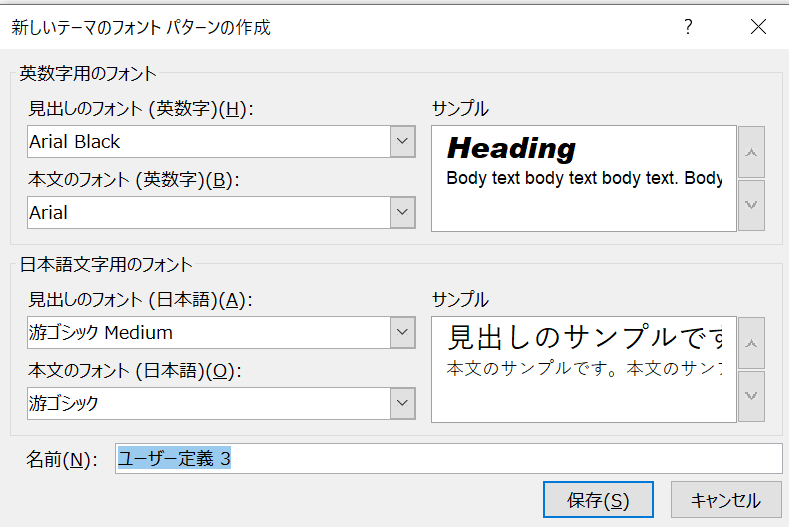 新しいテーマのフォント パターンの作成
英数字用のフォント
見出しのフォント (英数字)(H):
Arial Black
本文のフォント (英数字)(B):
Arial
サンプル
Heading
Body text body text body text. Body
日本語文字用のフォント
見出しのフォント (日本語)(A):
游ゴシック Medium
本文のフォント (日本語)(O):
游ゴシック
サンプル
見出しのサンプルです
本文のサンプルです。本文のサンプ
名前(N):
ユーザー定義 3
保存(S)
キャンセル